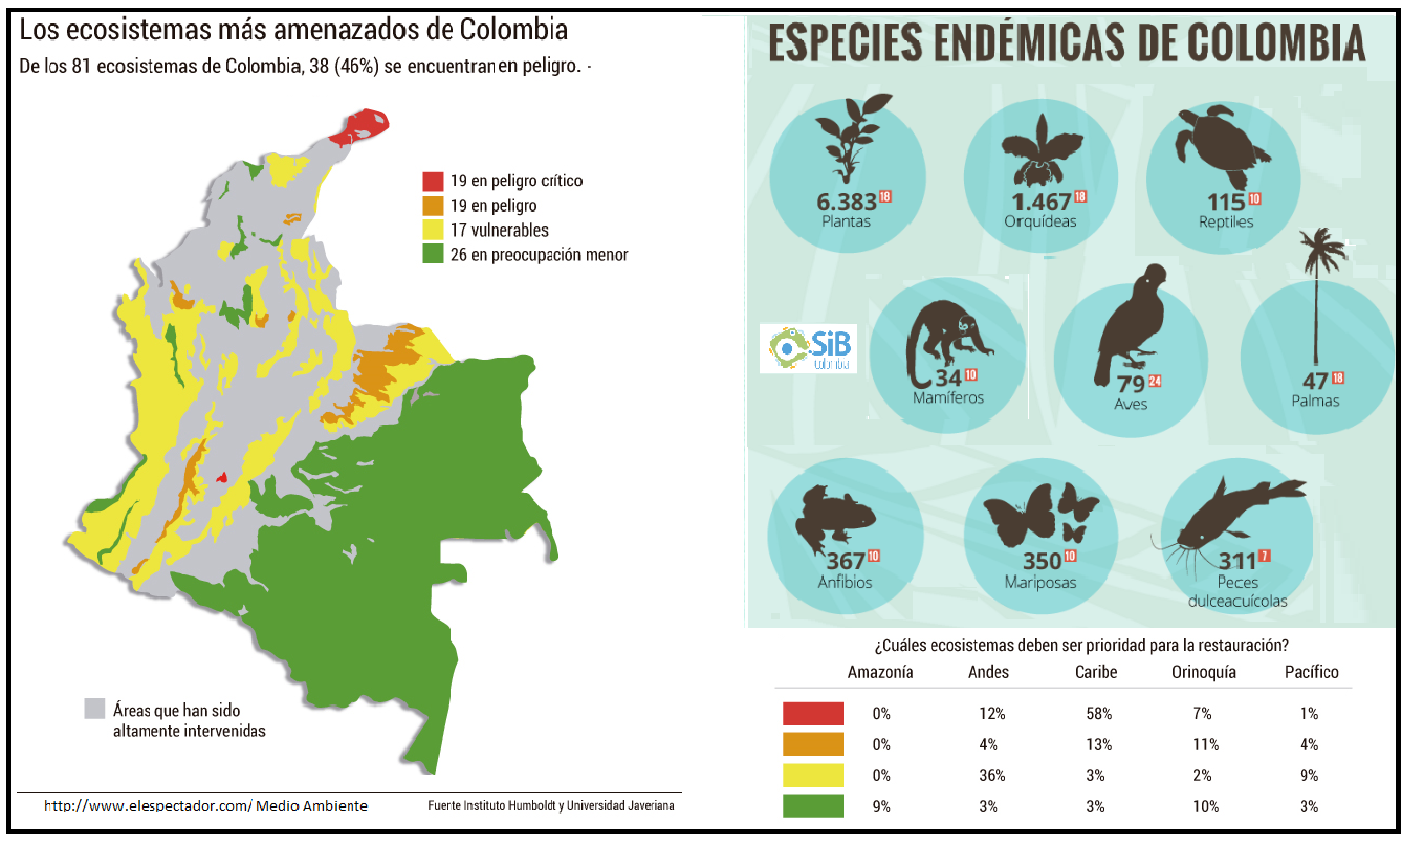 Los ecosistemas más amenazados de Colombia
De los 81 ecosistemas de Colombia, 38 (46%) se encuentran en peligro. -
19 en peligro crítico
19 en peligro
17 vulnerables
26 en preocupación menor
Áreas que han sido
altamente intervenidas
http://www.elespectador.com/ Medio Ambiente
Fuente Instituto Humboldt y Universidad Javeriana
ESPECIES ENDÉMICAS DE COLOMBIA
6.383 18
Plantas
1.467 18
Orquídeas
115 10
Reptiles
SiB
Colombia
34 10
Mamíferos
79 24
Aves
47 18
Palmas
367 10
Anfibios
350 10
Mariposas
311 7
Peces
dulceacuícolas
¿Cuáles ecosistemas deben ser prioridad para la restauración?
Amazonía Andes Caribe Orinoquía Pacífico
0% 12% 58% 7% 1%
0% 4% 13% 11% 4%
0% 36% 3% 2% 9%
9% 3% 3% 10% 3%